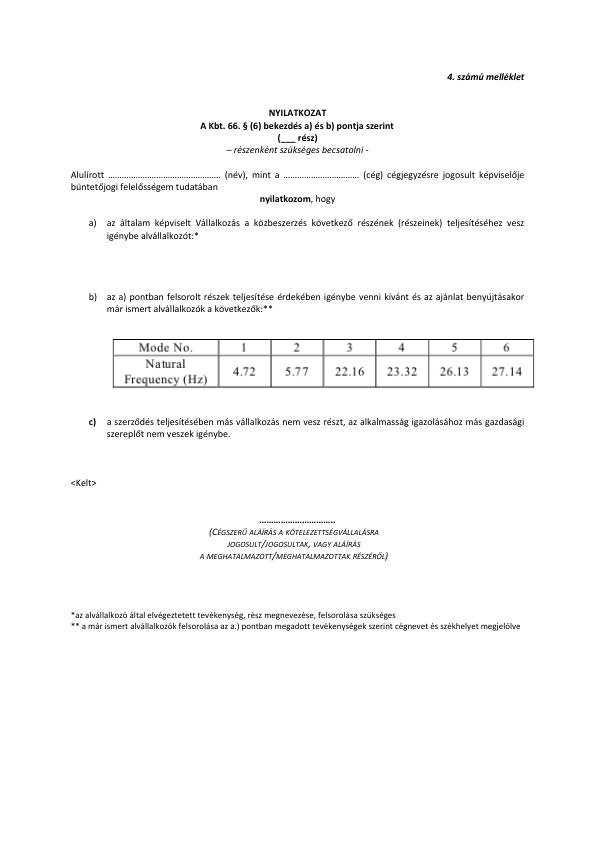 4. számú melléklet
NYILATKOZAT
A Kbt. 66. § (6) bekezdés a) és b) pontja szerint
(___ rész)
– részenként szükséges becsatolni -
Alulírott ………………………………………. (név), mint a …………………………. (cég) cégjegyzésre jogosult képviselője
büntetőjogi felelősségem tudatában
nyilatkozom, hogy
a) az általam képviselt Vállalkozás a közbeszerzés következő részének (részeinek) teljesítéséhez vesz
igénybe alvállalkozót:*
b) az a) pontban felsorolt részek teljesítése érdekében igénybe venni kívánt és az ajánlat benyújtásakor
már ismert alvállalkozók a következők:**
Mode No. 1 2 3 4 5 6
Natural
Frequency (Hz) 4.72 5.77 22.16 23.32 26.13 27.14
c) a szerződés teljesítésében más vállalkozás nem vesz részt, az alkalmasság igazolásához más gazdasági
szereplőt nem veszek igénybe.
<Kelt>
…………………………..
(CÉGSZERŰ ALÁÍRÁS A KÖTELEZETTSÉGVÁLLALÁSRA
JOGOSULT/JOGOSULTAK, VAGY ALÁÍRÁS
A MEGHATALMAZOTT/MEGHATALMAZOTTAK RÉSZÉRŐL)
*az alvállalkozó által elvégeztetett tevékenység, rész megnevezése, felsorolása szükséges
** a már ismert alvállalkozók felsorolása az a.) pontban megadott tevékenységek szerint cégnevet és székhelyet megjelölve